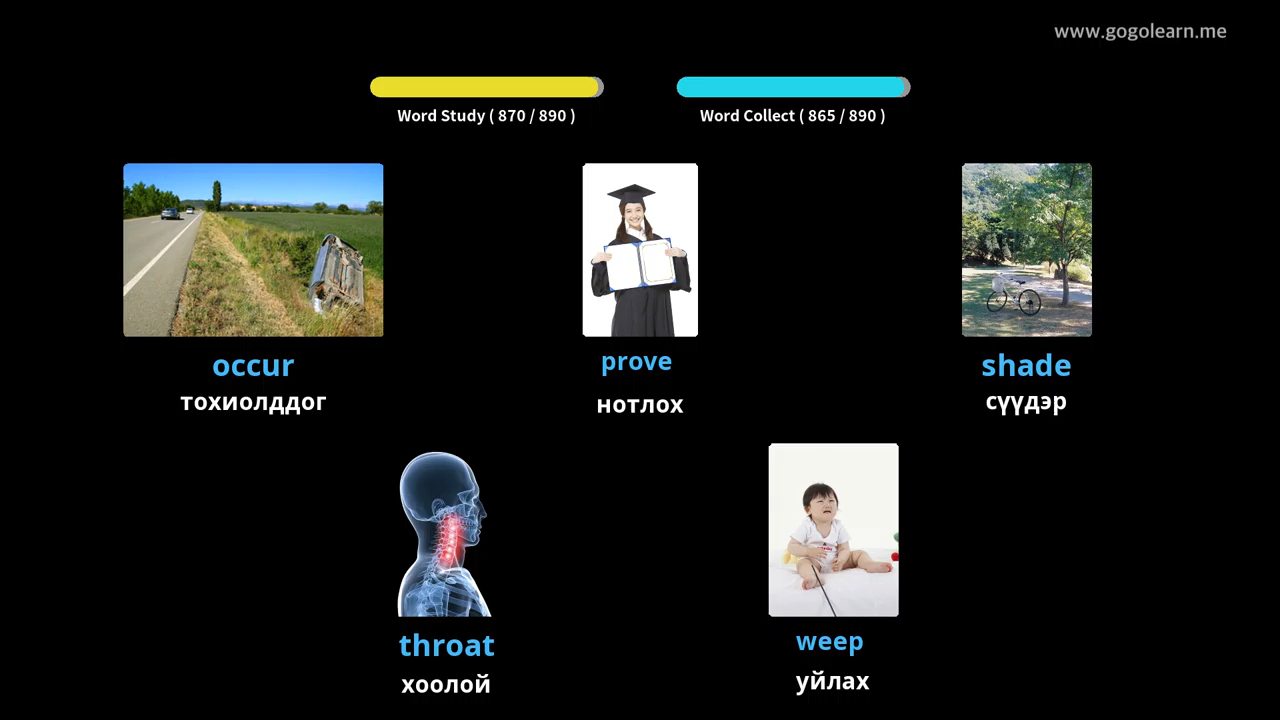 www.gogolearn.me
Word Study ( 870 / 890 )
Word Collect ( 865 / 890 )
occur
тохиолддог
prove
нотлох
shade
сүүдэр
throat
хоолой
weep
уйлах